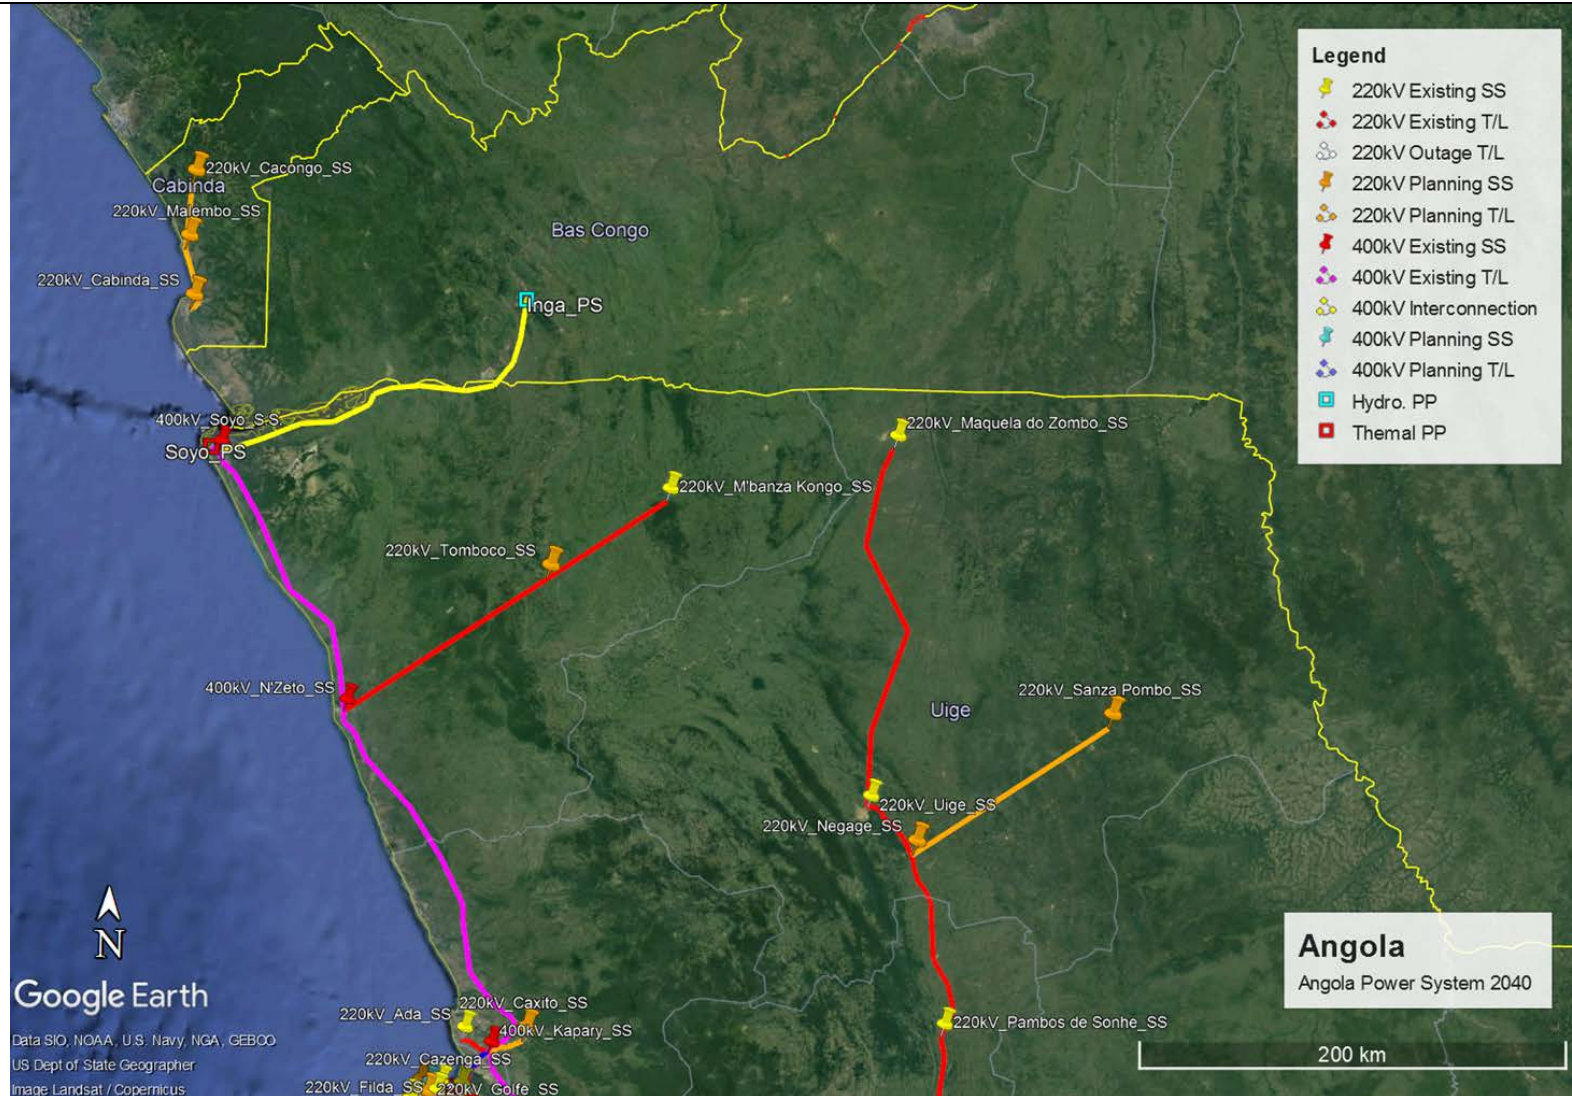 Legend
220kV Existing SS
220kV Existing T/L
220kV Outage T/L
220kV Planning SS
220kV Planning T/L
400kV Existing SS
400kV Existing T/L
400kV Interconnection
400kV Planning SS
400kV Planning T/L
Hydro. PP
Themal PP
220kV_Cacongo_SS
Cabinda
220kV_Malembo_SS
Bas Congo
220kV_Cabinda_SS
Inga_PS
400kV_Soyo_S.S.
Soyo_PS
220kV_Maquela do Zombo_SS
220kV_M'banza Kongo_SS
220kV_Tomboco_SS
400kV_N'Zeto_SS
220kV_Sanza Pombo_SS
Uige
220kV_Uige_SS
220kV_Negage_SS
N
Google Earth
Angola
Angola Power System 2040
220kV_Caxito_SS
220kV_Ada_SS
400kV_Kapary_SS
220kV_Pambos de Sonhe_SS
Data SIO, NOAA, U.S. Navy, NGA, GEBCO
220kV_Cazenga_SS
US Dept of State Geographer
200 km
Image Landsat / Copernicus
220kV_Filda_SS
220kV_Golfe_SS